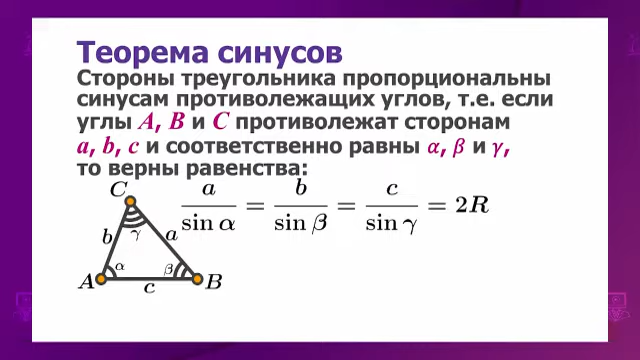 Теорема синусов
Стороны треугольника пропорциональны
синусам противолежащих углов, т.е. если
углы A, B и C противолежат сторонам
a, b, c и соответственно равны α, β и γ,
то верны равенства:
a / sin α = b / sin β = c / sin γ = 2R
C
b γ a
α β
A c B